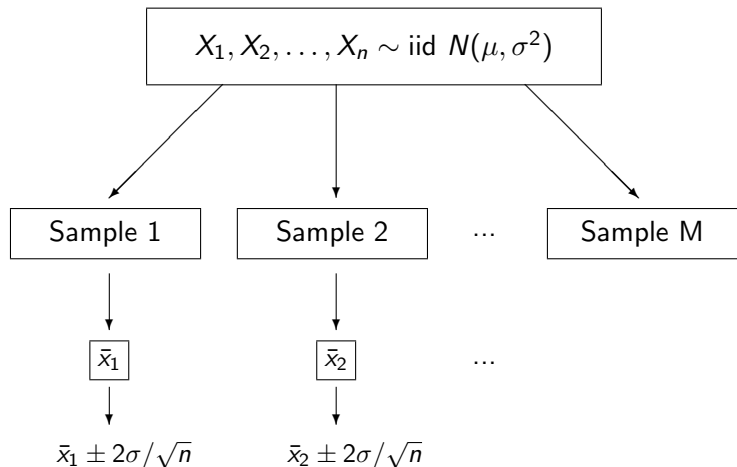 X₁, X₂, . . . , Xₙ ∼ iid N(μ, σ²)
Sample 1 Sample 2 ... Sample M
x̄₁ x̄₂ ...
x̄₁ ± 2σ/√n x̄₂ ± 2σ/√n